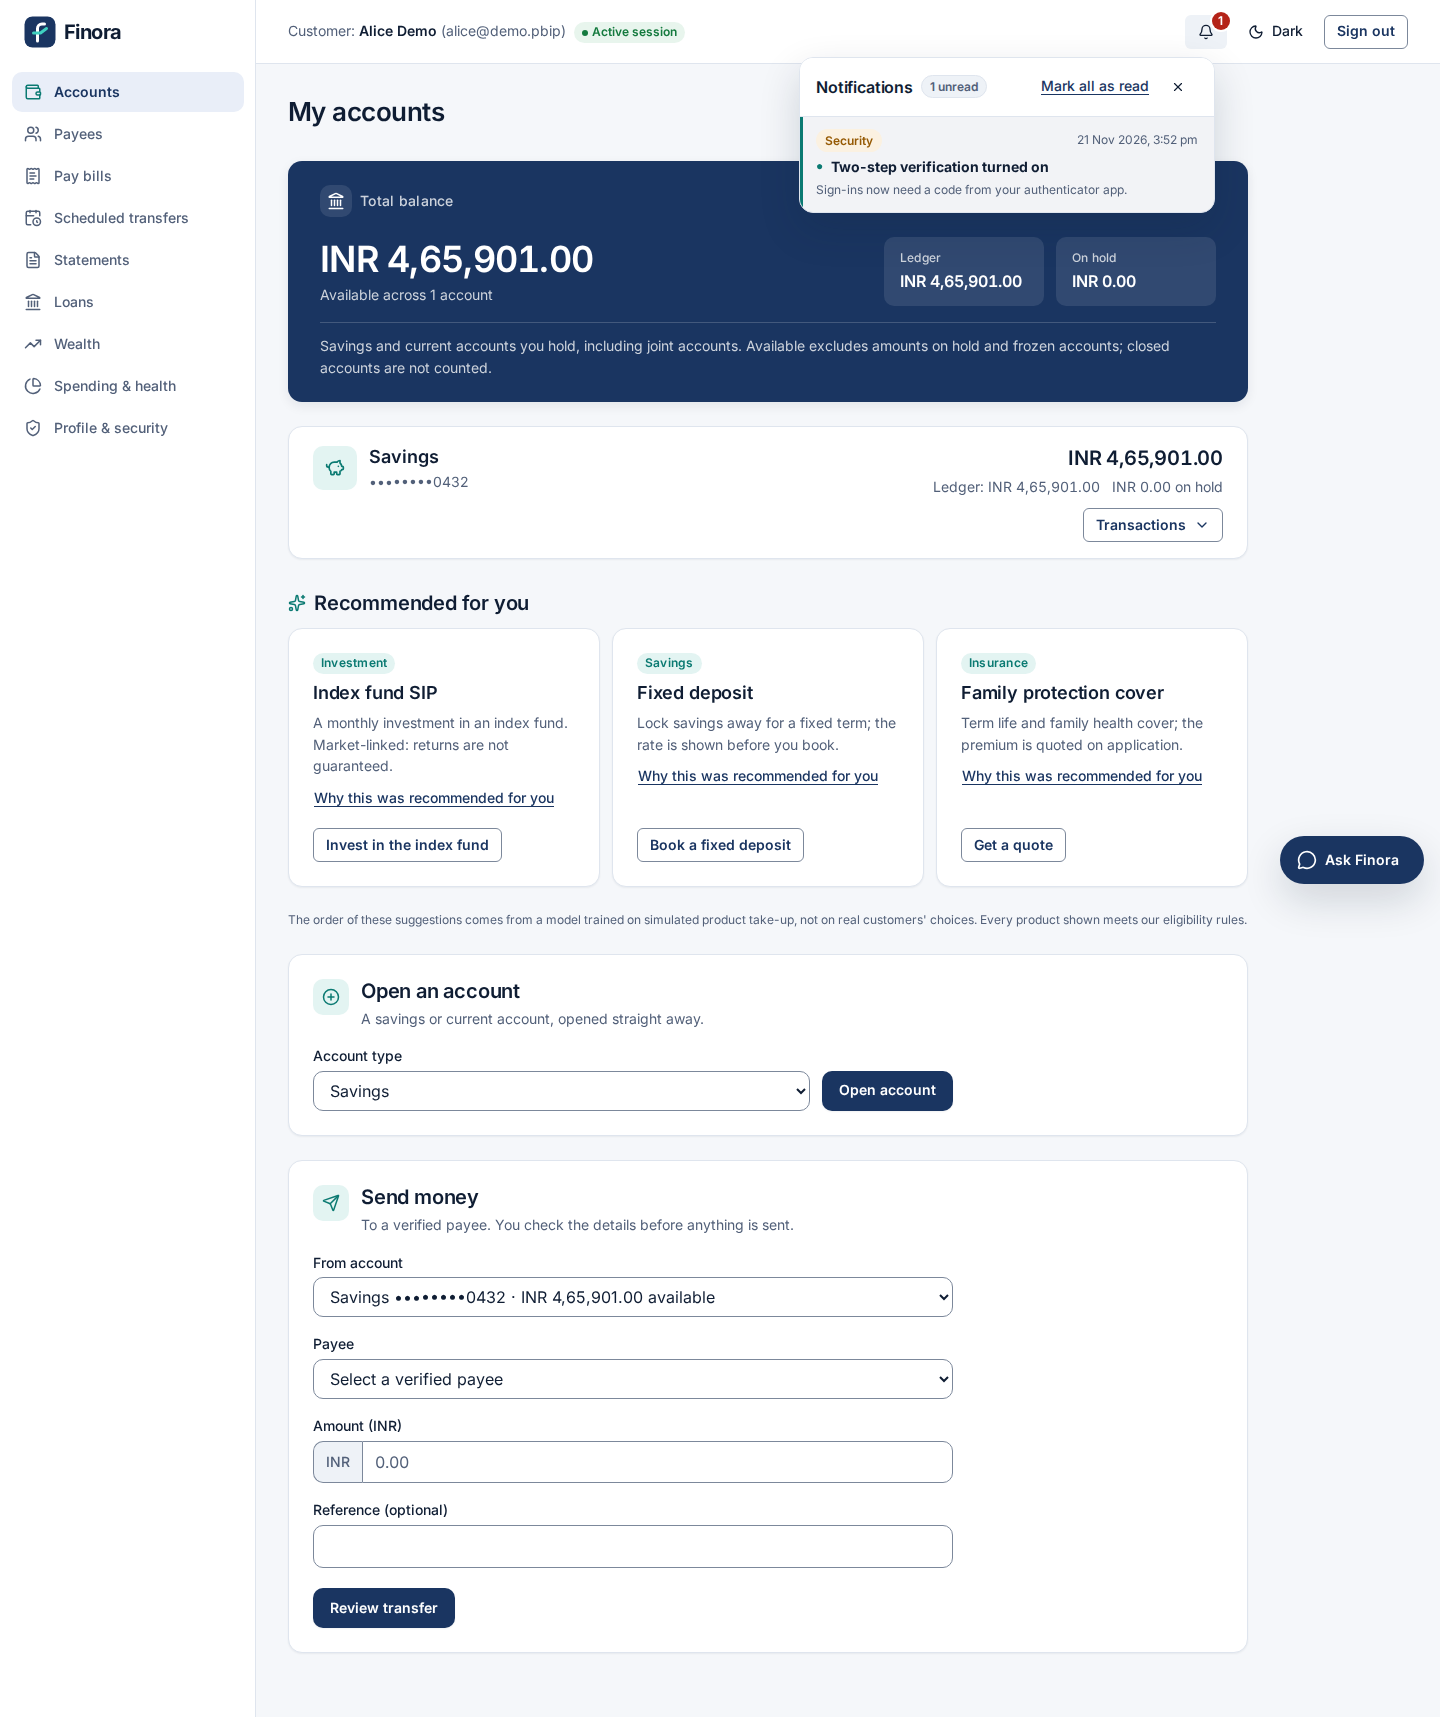 Finora
Accounts
Payees
Pay bills
Scheduled transfers
Statements
Loans
Wealth
Spending & health
Profile & security
Customer: Alice Demo (alice@demo.pbip)
Active session
1
Dark
Sign out
Notifications
1 unread
Mark all as read
Security
21 Nov 2026, 3:52 pm
Two-step verification turned on
Sign-ins now need a code from your authenticator app.
My accounts
Total balance
INR 4,65,901.00
Available across 1 account
Ledger
INR 4,65,901.00
On hold
INR 0.00
Savings and current accounts you hold, including joint accounts. Available excludes amounts on hold and frozen accounts; closed
accounts are not counted.
Savings
••••••••0432
INR 4,65,901.00
Ledger: INR 4,65,901.00 INR 0.00 on hold
Transactions
Recommended for you
Investment
Index fund SIP
A monthly investment in an index fund.
Market-linked: returns are not
guaranteed.
Why this was recommended for you
Invest in the index fund
Savings
Fixed deposit
Lock savings away for a fixed term; the
rate is shown before you book.
Why this was recommended for you
Book a fixed deposit
Insurance
Family protection cover
Term life and family health cover; the
premium is quoted on application.
Why this was recommended for you
Get a quote
Ask Finora
The order of these suggestions comes from a model trained on simulated product take-up, not on real customers' choices. Every product shown meets our eligibility rules.
Open an account
A savings or current account, opened straight away.
Account type
Savings
Open account
Send money
To a verified payee. You check the details before anything is sent.
From account
Savings ••••••••0432 · INR 4,65,901.00 available
Payee
Select a verified payee
Amount (INR)
INR
0.00
Reference (optional)
Review transfer